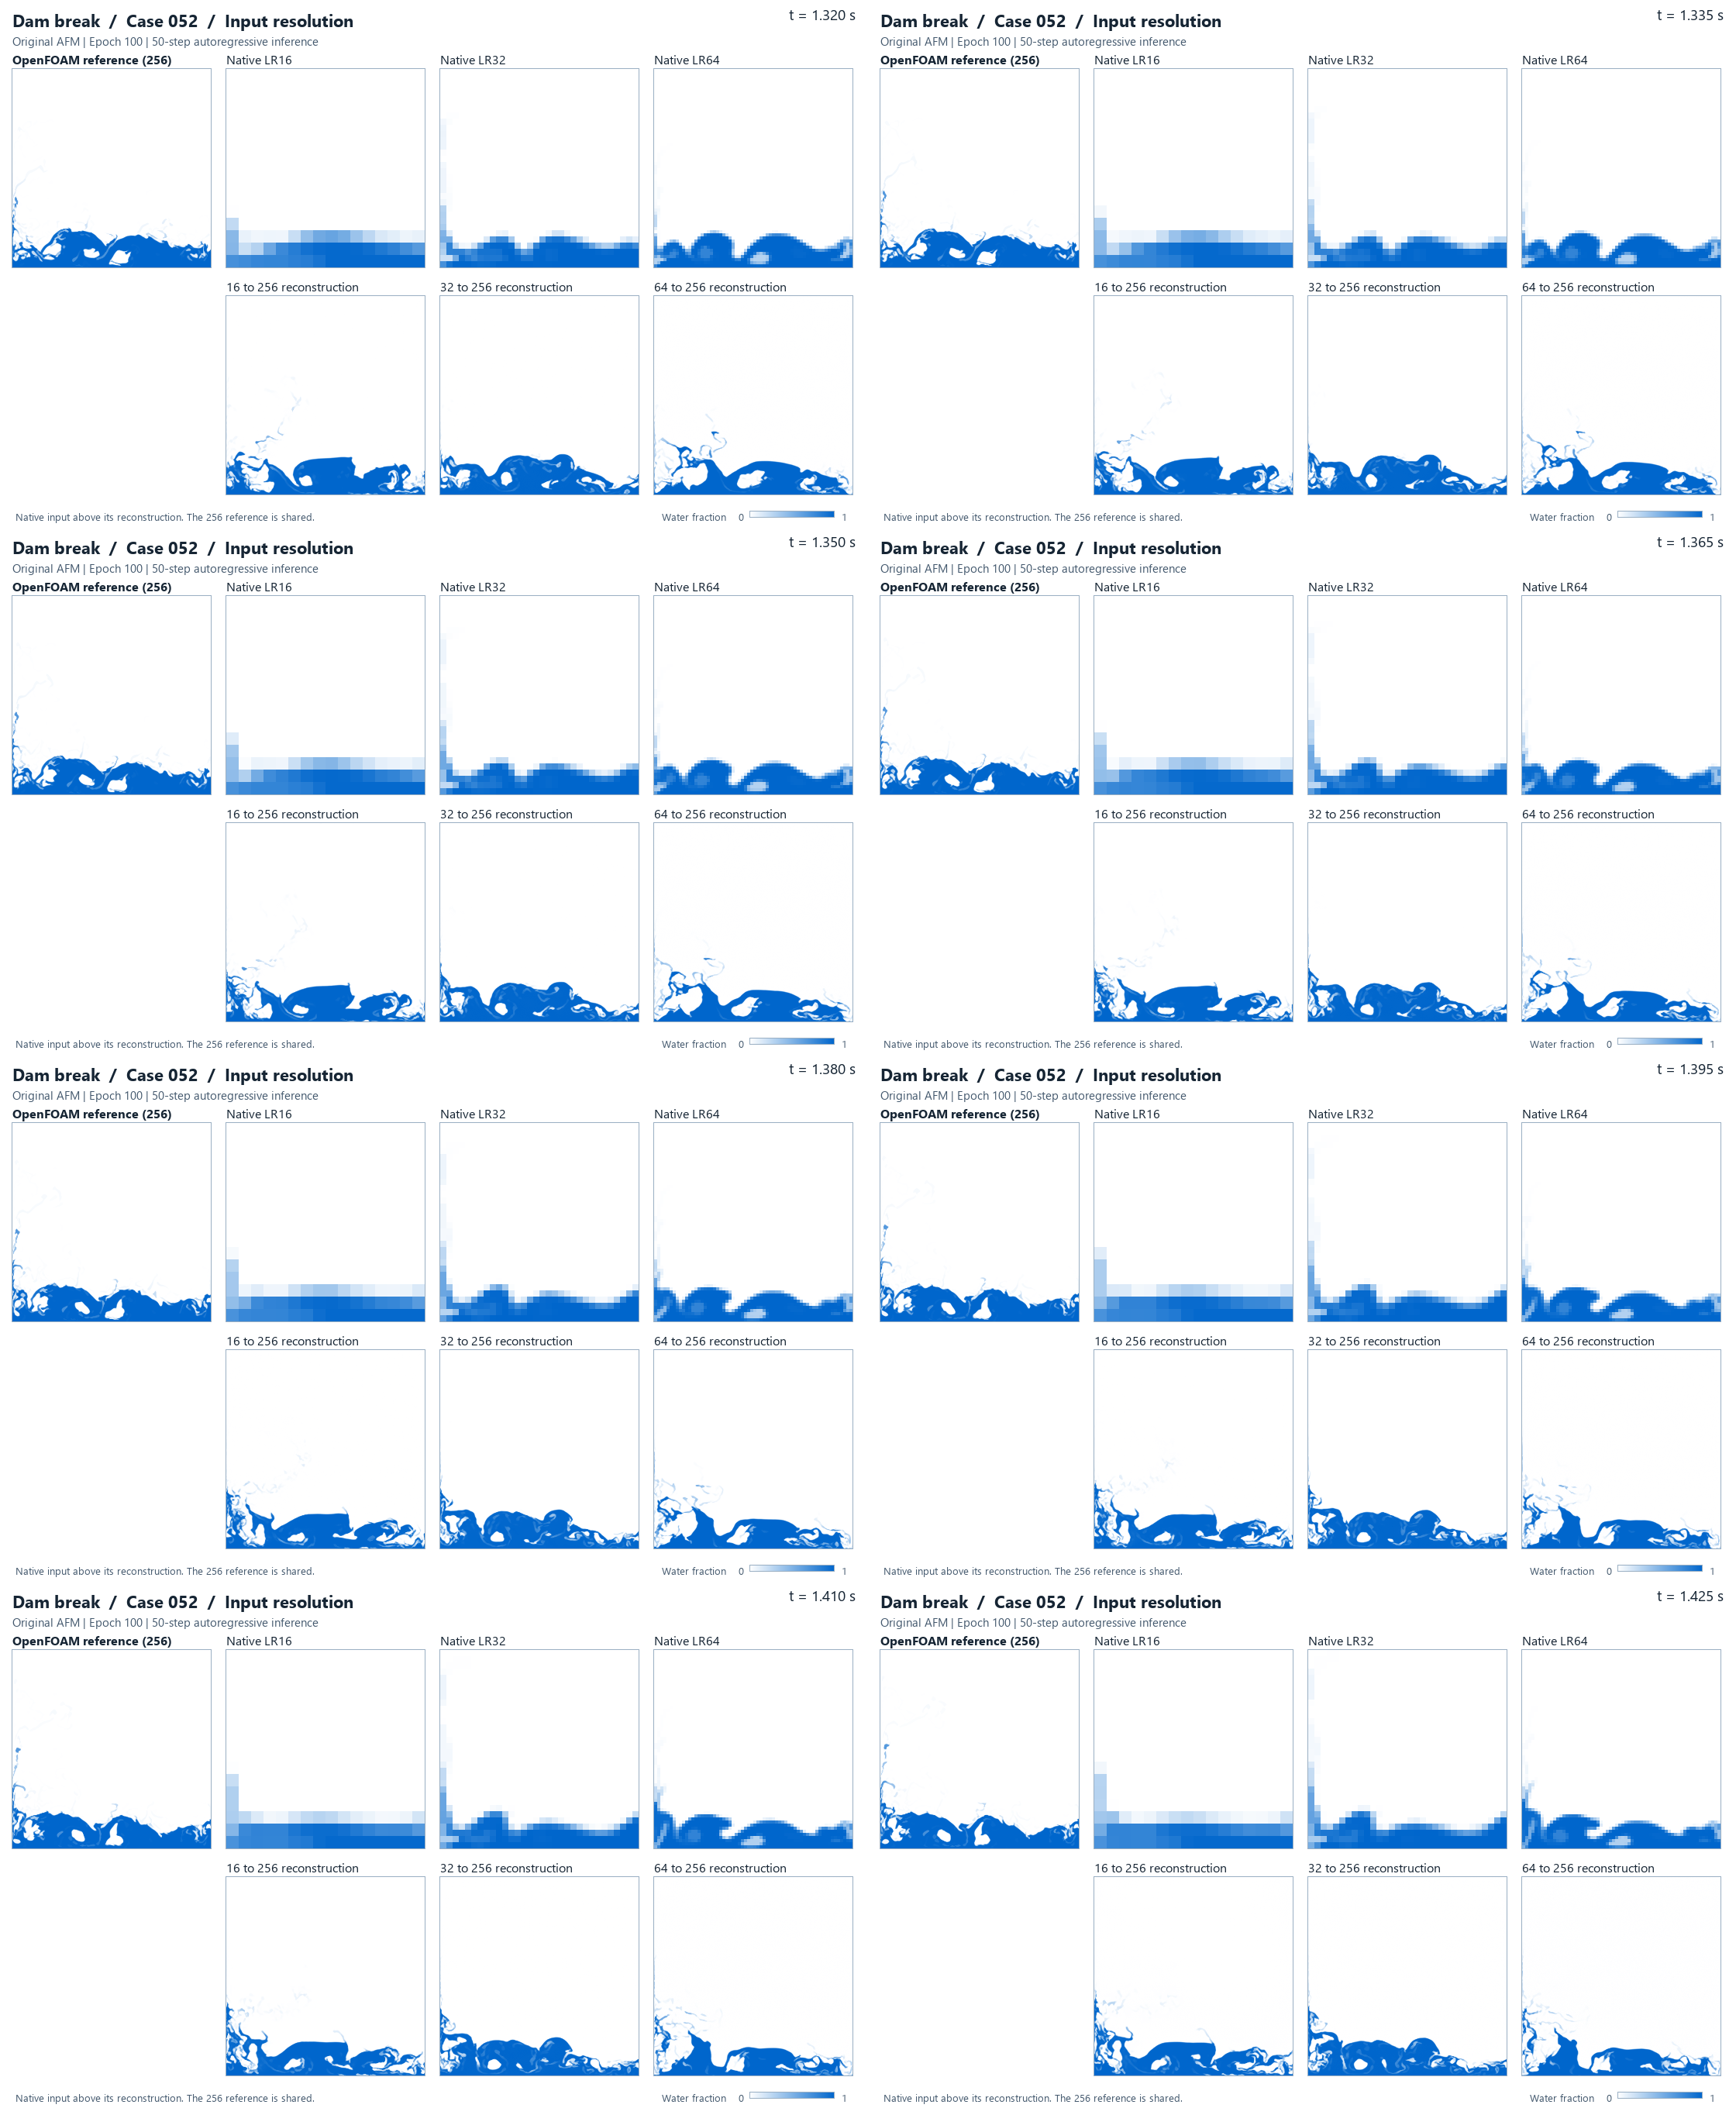 Dam break / Case 052 / Input resolution
t = 1.320 s
Original AFM | Epoch 100 | 50-step autoregressive inference
OpenFOAM reference (256)
Native LR16
Native LR32
Native LR64
16 to 256 reconstruction
32 to 256 reconstruction
64 to 256 reconstruction
Native input above its reconstruction. The 256 reference is shared.
Water fraction 0 1
Dam break / Case 052 / Input resolution
t = 1.335 s
Original AFM | Epoch 100 | 50-step autoregressive inference
OpenFOAM reference (256)
Native LR16
Native LR32
Native LR64
16 to 256 reconstruction
32 to 256 reconstruction
64 to 256 reconstruction
Native input above its reconstruction. The 256 reference is shared.
Water fraction 0 1
Dam break / Case 052 / Input resolution
t = 1.350 s
Original AFM | Epoch 100 | 50-step autoregressive inference
OpenFOAM reference (256)
Native LR16
Native LR32
Native LR64
16 to 256 reconstruction
32 to 256 reconstruction
64 to 256 reconstruction
Native input above its reconstruction. The 256 reference is shared.
Water fraction 0 1
Dam break / Case 052 / Input resolution
t = 1.365 s
Original AFM | Epoch 100 | 50-step autoregressive inference
OpenFOAM reference (256)
Native LR16
Native LR32
Native LR64
16 to 256 reconstruction
32 to 256 reconstruction
64 to 256 reconstruction
Native input above its reconstruction. The 256 reference is shared.
Water fraction 0 1
Dam break / Case 052 / Input resolution
t = 1.380 s
Original AFM | Epoch 100 | 50-step autoregressive inference
OpenFOAM reference (256)
Native LR16
Native LR32
Native LR64
16 to 256 reconstruction
32 to 256 reconstruction
64 to 256 reconstruction
Native input above its reconstruction. The 256 reference is shared.
Water fraction 0 1
Dam break / Case 052 / Input resolution
t = 1.395 s
Original AFM | Epoch 100 | 50-step autoregressive inference
OpenFOAM reference (256)
Native LR16
Native LR32
Native LR64
16 to 256 reconstruction
32 to 256 reconstruction
64 to 256 reconstruction
Native input above its reconstruction. The 256 reference is shared.
Water fraction 0 1
Dam break / Case 052 / Input resolution
t = 1.410 s
Original AFM | Epoch 100 | 50-step autoregressive inference
OpenFOAM reference (256)
Native LR16
Native LR32
Native LR64
16 to 256 reconstruction
32 to 256 reconstruction
64 to 256 reconstruction
Native input above its reconstruction. The 256 reference is shared.
Water fraction 0 1
Dam break / Case 052 / Input resolution
t = 1.425 s
Original AFM | Epoch 100 | 50-step autoregressive inference
OpenFOAM reference (256)
Native LR16
Native LR32
Native LR64
16 to 256 reconstruction
32 to 256 reconstruction
64 to 256 reconstruction
Native input above its reconstruction. The 256 reference is shared.
Water fraction 0 1